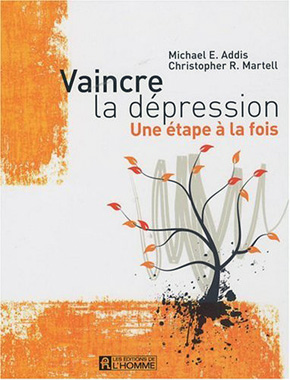 Michael E. Addis
Christopher R. Martell
Vaincre
la dépression
Une étape à la fois
LES ÉDITIONS DE
L'HOMME